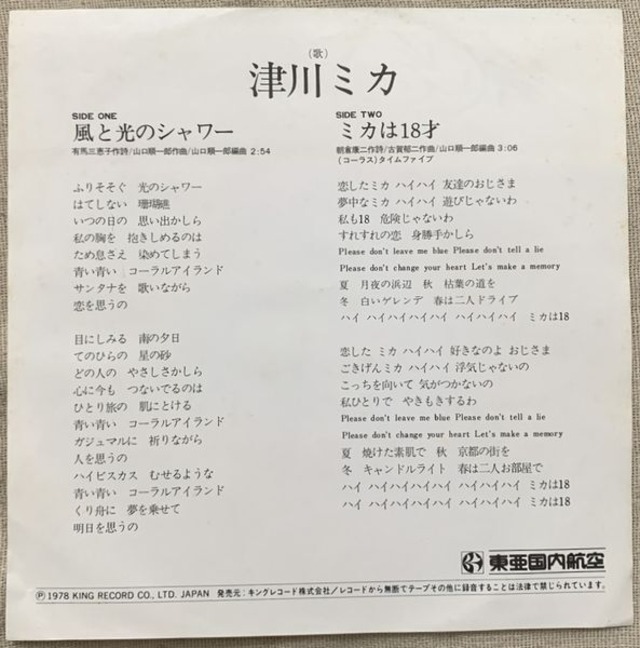 (歌)
津川ミカ
SIDE ONE
風と光のシャワー
有馬三恵子作詩/山口順一郎作曲/山口順一郎編曲 2:54
ふりそそぐ 光のシャワー
はてしない 珊瑚礁
いつの日の 思い出かしら
私の胸を 抱きしめるのは
ため息さえ 染めてしまう
青い青い コーラルアイランド
サンタナを 歌いながら
恋を思うの
目にしみる 南の夕日
てのひらの 星の砂
どの人の やさしさかしら
心に今も つないでるのは
ひとり旅の 肌にとける
青い青い コーラルアイランド
ガジュマルに 祈りながら
人を思うの
ハイビスカス むせるような
青い青い コーラルアイランド
くり舟に 夢を乗せて
明日を思うの
SIDE TWO
ミカは18才
朝倉康二作詩/古賀郁二作曲/山口順一郎編曲 3:06
(コーラス)タイムファイブ
恋したミカ ハイハイ 友達のおじさま
夢中なミカ ハイハイ 遊びじゃないわ
私も18 危険じゃないわ
すれすれの恋 身勝手かしら
Please don't leave me blue Please don't tell a lie
Please don't change your heart Let's make a memory
夏 月夜の浜辺 秋 枯葉の道を
冬 白いゲレンデ 春は二人ドライブ
ハイ ハイハイハイハイ ハイハイハイ ミカは18
恋した ミカ ハイハイ 好きなのよ おじさま
ごきげんミカ ハイハイ 浮気じゃないの
こっちを向いて 気がつかないの
私ひとりで やきもきするわ
Please don't leave me blue Please don't tell a lie
Please don't change your heart Let's make a memory
夏 焼けた素肌で 秋 京都の街を
冬 キャンドルライト 春は二人お部屋で
ハイ ハイハイハイハイ ハイハイハイ ミカは18
ハイ ハイハイハイハイ ハイハイハイ ミカは18
東亜国内航空
Ⓟ1978 KING RECORD CO., LTD. JAPAN 発売元:キングレコード株式会社/レコードから無断でテープその他に録音することは法律で禁じられています。